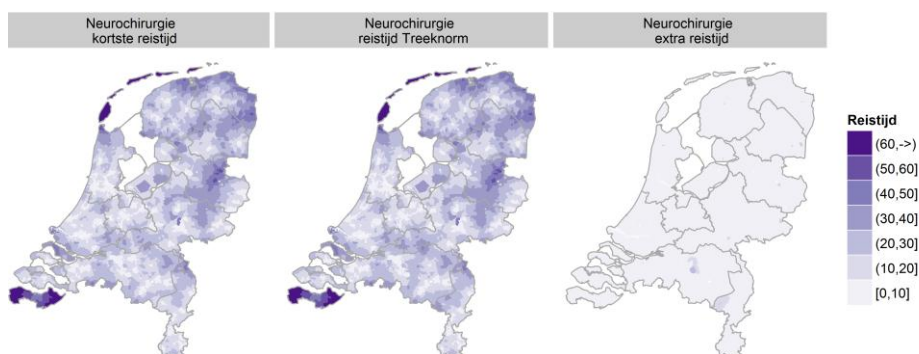 Neurochirurgie
kortste reistijd
Neurochirurgie
reistijd Treeknorm
Neurochirurgie
extra reistijd
Reistijd
(60,->)
(50,60]
(40,50]
(30,40]
(20,30]
(10,20]
[0,10]